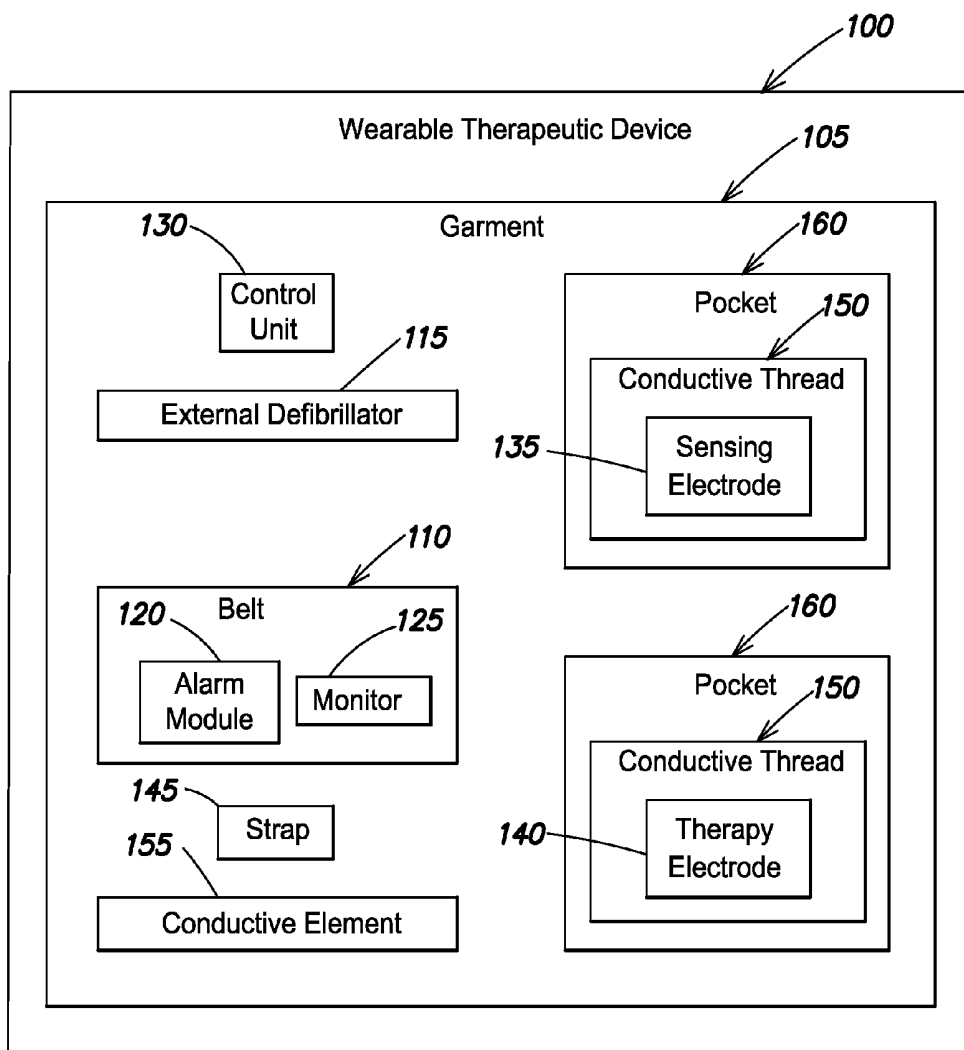 100
Wearable Therapeutic Device
105
Garment
130
Control
Unit
115
External Defibrillator
160
Pocket
150
Conductive Thread
135
Sensing
Electrode
110
Belt
120
Alarm
Module
125
Monitor
145
Strap
155
Conductive Element
160
Pocket
150
Conductive Thread
140
Therapy
Electrode